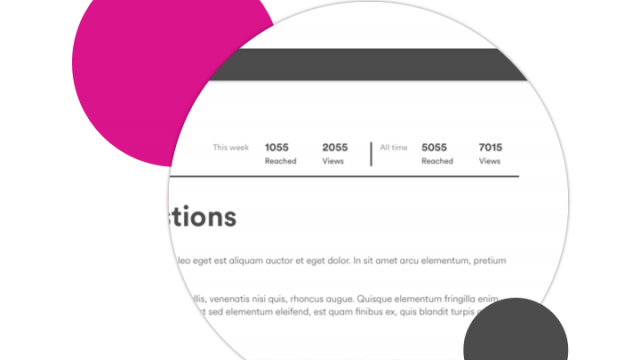 This week 1055 2055 All time 5055 7015
Reached Views Reached Views
stions
leo eget est aliquam auctor et eget dolor. In sit amet arcu elementum, pretium
llis, venenatis nisi quis, rhoncus augue. Quisque elementum fringilla enim
st sed elementum eleifend, est quam finibus ex, quis blandit turpis